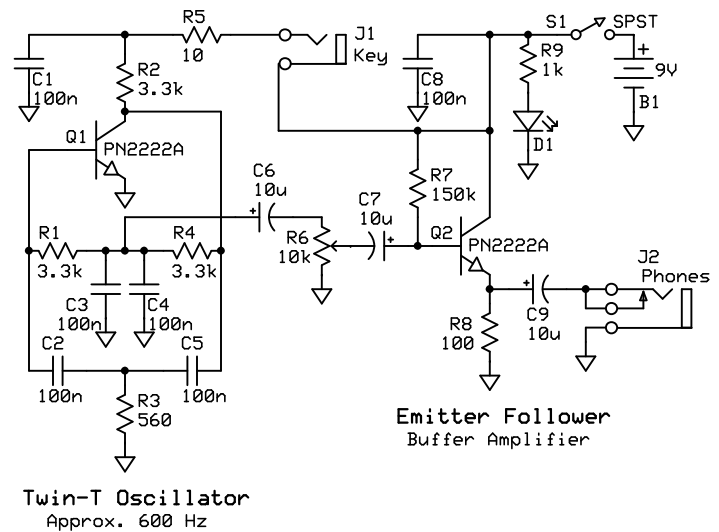 S1 SPST
R5
10
J1
Key
R9
1k
+
9V
B1
C1
100n
R2
3.3k
C8
100n
D1
Q1
PN2222A
C6
10u
+
C7
10u
+
R7
150k
R1
3.3k
R4
3.3k
R6
10k
Q2
PN2222A
J2
Phones
C3
100n
C4
100n
+
C9
10u
R8
100
C2
100n
C5
100n
R3
560
Emitter Follower
Buffer Amplifier
Twin-T Oscillator
Approx. 600 Hz